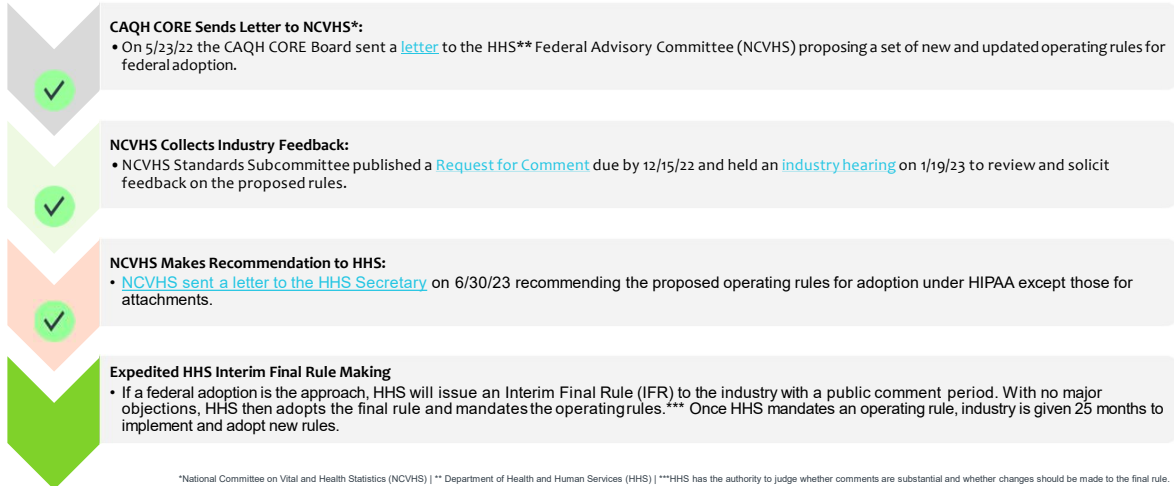 CAQH CORE Sends Letter to NCVHS*:
• On 5/23/22 the CAQH CORE Board sent a letter to the HHS** Federal Advisory Committee (NCVHS) proposing a set of new and updated operating rules for
federal adoption.
NCVHS Collects Industry Feedback:
• NCVHS Standards Subcommittee published a Request for Comment due by 12/15/22 and held an industry hearing on 1/19/23 to review and solicit
feedback on the proposed rules.
NCVHS Makes Recommendation to HHS:
• NCVHS sent a letter to the HHS Secretary on 6/30/23 recommending the proposed operating rules for adoption under HIPAA except those for
attachments.
Expedited HHS Interim Final Rule Making
• If a federal adoption is the approach, HHS will issue an Interim Final Rule (IFR) to the industry with a public comment period. With no major
objections, HHS then adopts the final rule and mandates the operating rules.*** Once HHS mandates an operating rule, industry is given 25 months to
implement and adopt new rules.
*National Committee on Vital and Health Statistics (NCVHS) | ** Department of Health and Human Services (HHS) | ***HHS has the authority to judge whether comments are substantial and whether changes should be made to the final rule.